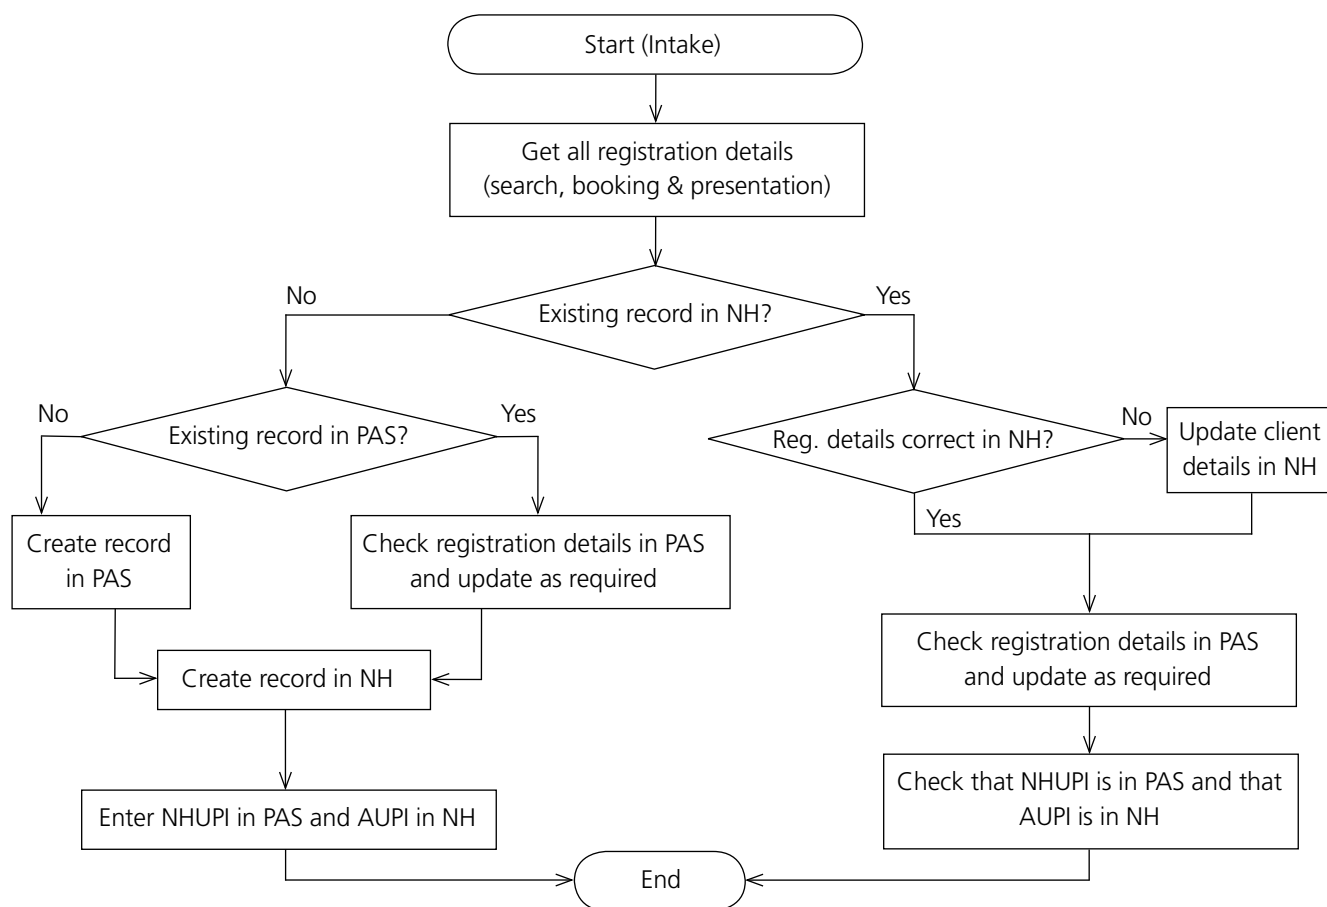 Start (Intake)
Get all registration details
(search, booking & presentation)
No
Existing record in NH?
Yes
No
Existing record in PAS?
Yes
Reg. details correct in NH?
No
Update client
details in NH
Yes
Create record
in PAS
Check registration details in PAS
and update as required
Create record in NH
Check registration details in PAS
and update as required
Enter NHUPI in PAS and AUPI in NH
Check that NHUPI is in PAS and that
AUPI is in NH
End